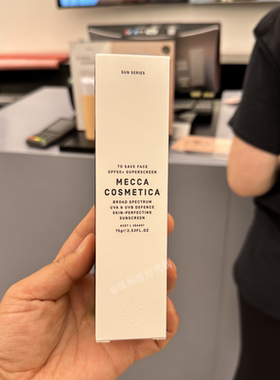 SUN SERIES
TO SAVE FACE
SPF50+ SUPERSCREEN
MECCA
COSMETICA
BROAD SPECTRUM
UVA & UVB DEFENCE
SKIN-PERFECTING
SUNSCREEN
75g/2.53FL.OZ